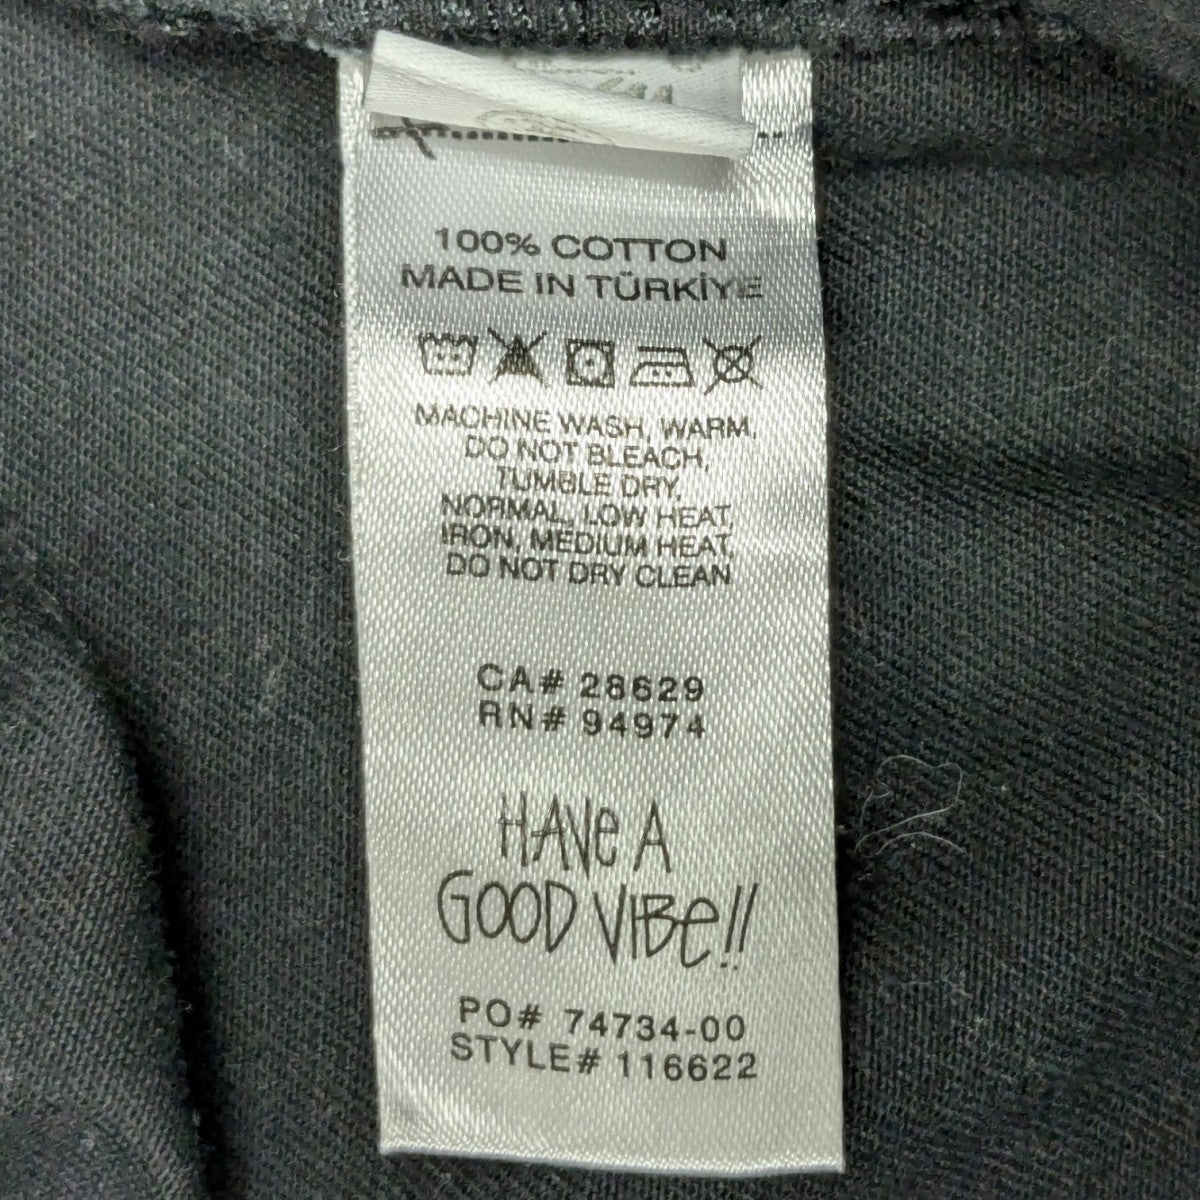 100% COTTON
MADE IN TÜRKİYE
MACHINE WASH, WARM,
DO NOT BLEACH,
TUMBLE DRY,
NORMAL, LOW HEAT,
IRON, MEDIUM HEAT,
DO NOT DRY CLEAN
CA# 28629
RN# 94974
HAVE A
GOOD VIBE!!
PO# 74734-00
STYLE# 116622